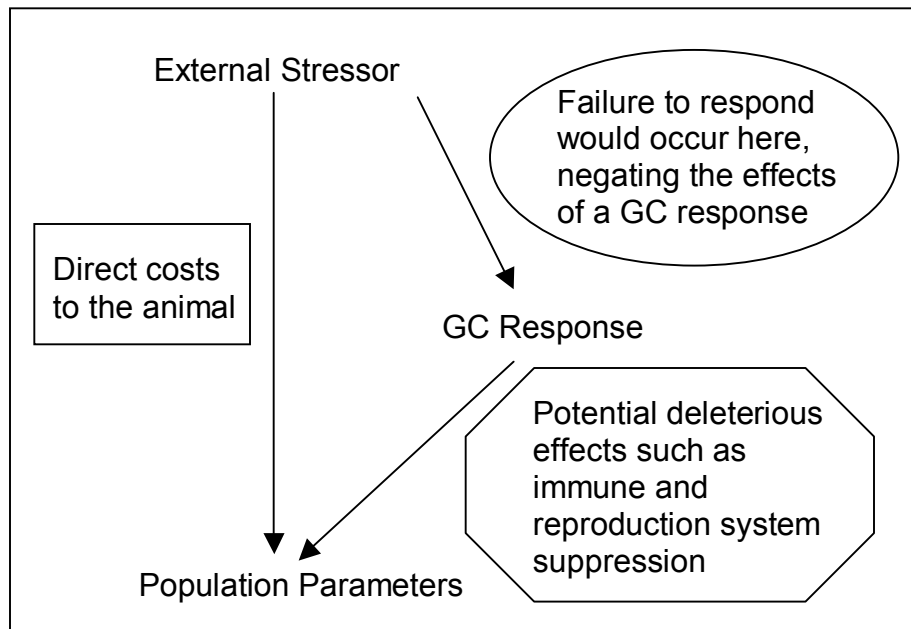 External Stressor
Failure to respond
would occur here,
negating the effects
of a GC response
Direct costs
to the animal
GC Response
Potential deleterious
effects such as
immune and
reproduction system
suppression
Population Parameters